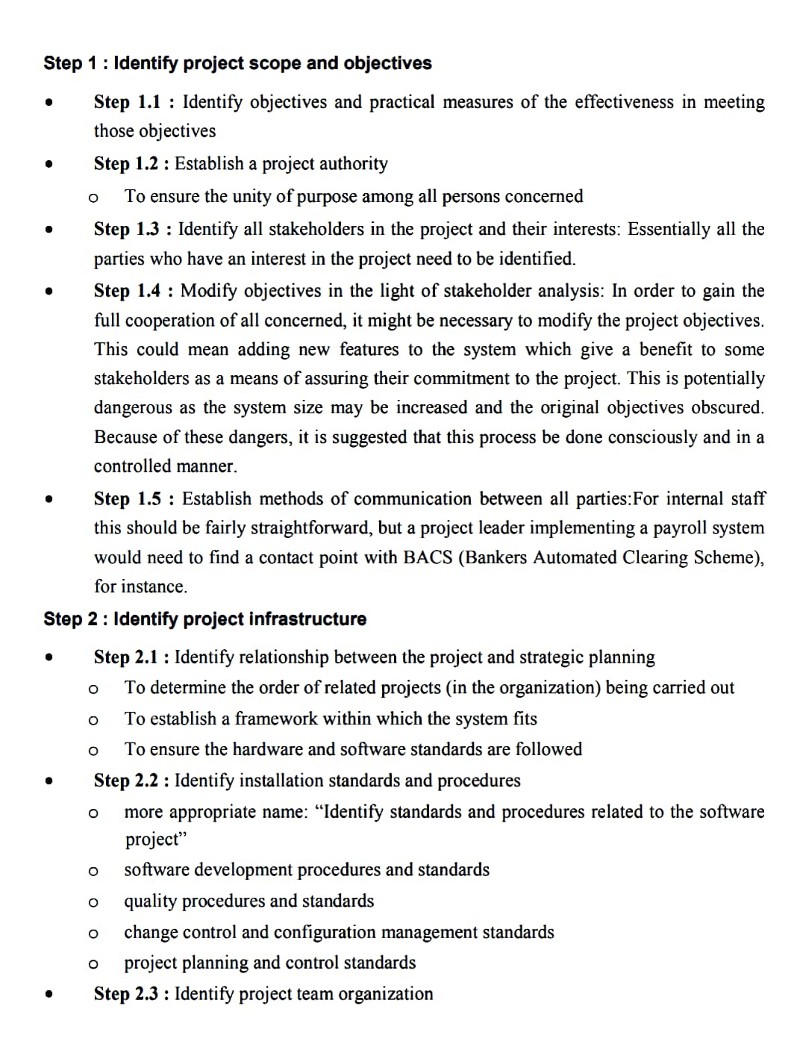 Step 1 : Identify project scope and objectives
• Step 1.1 : Identify objectives and practical measures of the effectiveness in meeting
those objectives
• Step 1.2 : Establish a project authority
o To ensure the unity of purpose among all persons concerned
• Step 1.3 : Identify all stakeholders in the project and their interests: Essentially all the
parties who have an interest in the project need to be identified.
• Step 1.4 : Modify objectives in the light of stakeholder analysis: In order to gain the
full cooperation of all concerned, it might be necessary to modify the project objectives.
This could mean adding new features to the system which give a benefit to some
stakeholders as a means of assuring their commitment to the project. This is potentially
dangerous as the system size may be increased and the original objectives obscured.
Because of these dangers, it is suggested that this process be done consciously and in a
controlled manner.
• Step 1.5 : Establish methods of communication between all parties:For internal staff
this should be fairly straightforward, but a project leader implementing a payroll system
would need to find a contact point with BACS (Bankers Automated Clearing Scheme),
for instance.
Step 2 : Identify project infrastructure
• Step 2.1 : Identify relationship between the project and strategic planning
o To determine the order of related projects (in the organization) being carried out
o To establish a framework within which the system fits
o To ensure the hardware and software standards are followed
• Step 2.2 : Identify installation standards and procedures
o more appropriate name: “Identify standards and procedures related to the software
project”
o software development procedures and standards
o quality procedures and standards
o change control and configuration management standards
o project planning and control standards
• Step 2.3 : Identify project team organization